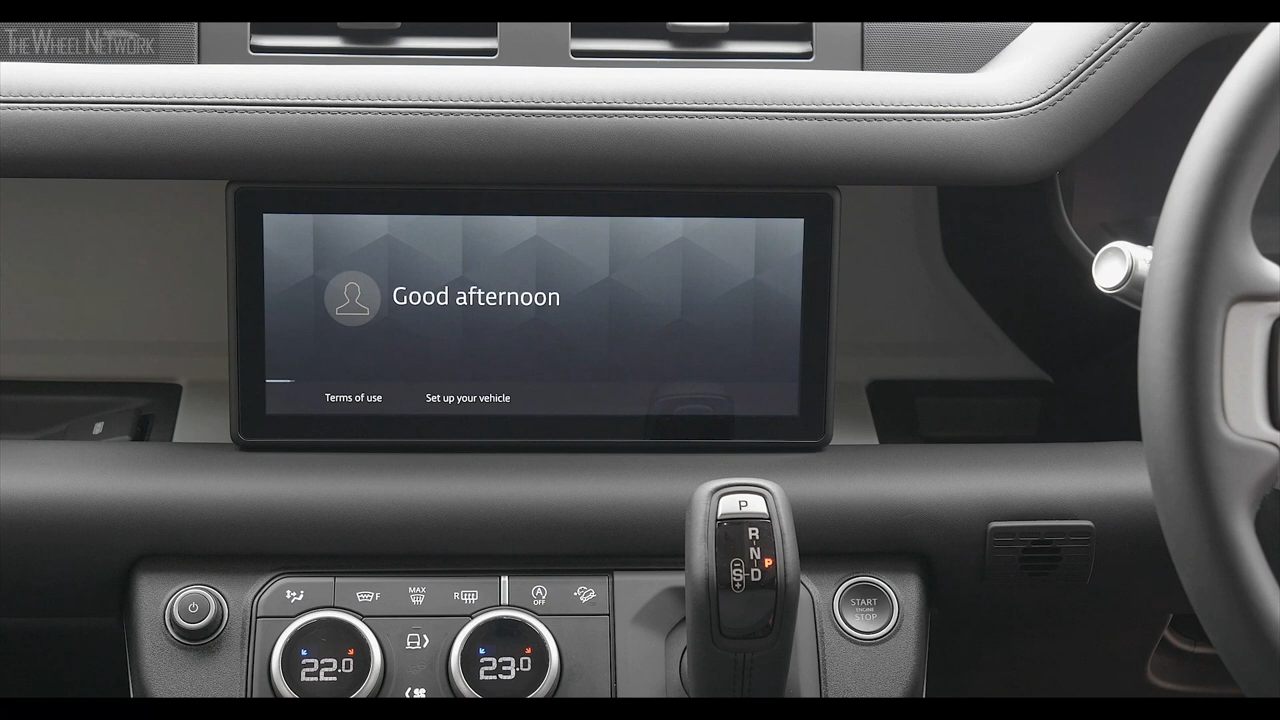 THE WHEEL NETWORK
Good afternoon
Terms of use
Set up your vehicle
P
R
N
D
P
S
F
MAX
R
A
OFF
START
ENGINE
STOP
22.0
23.0